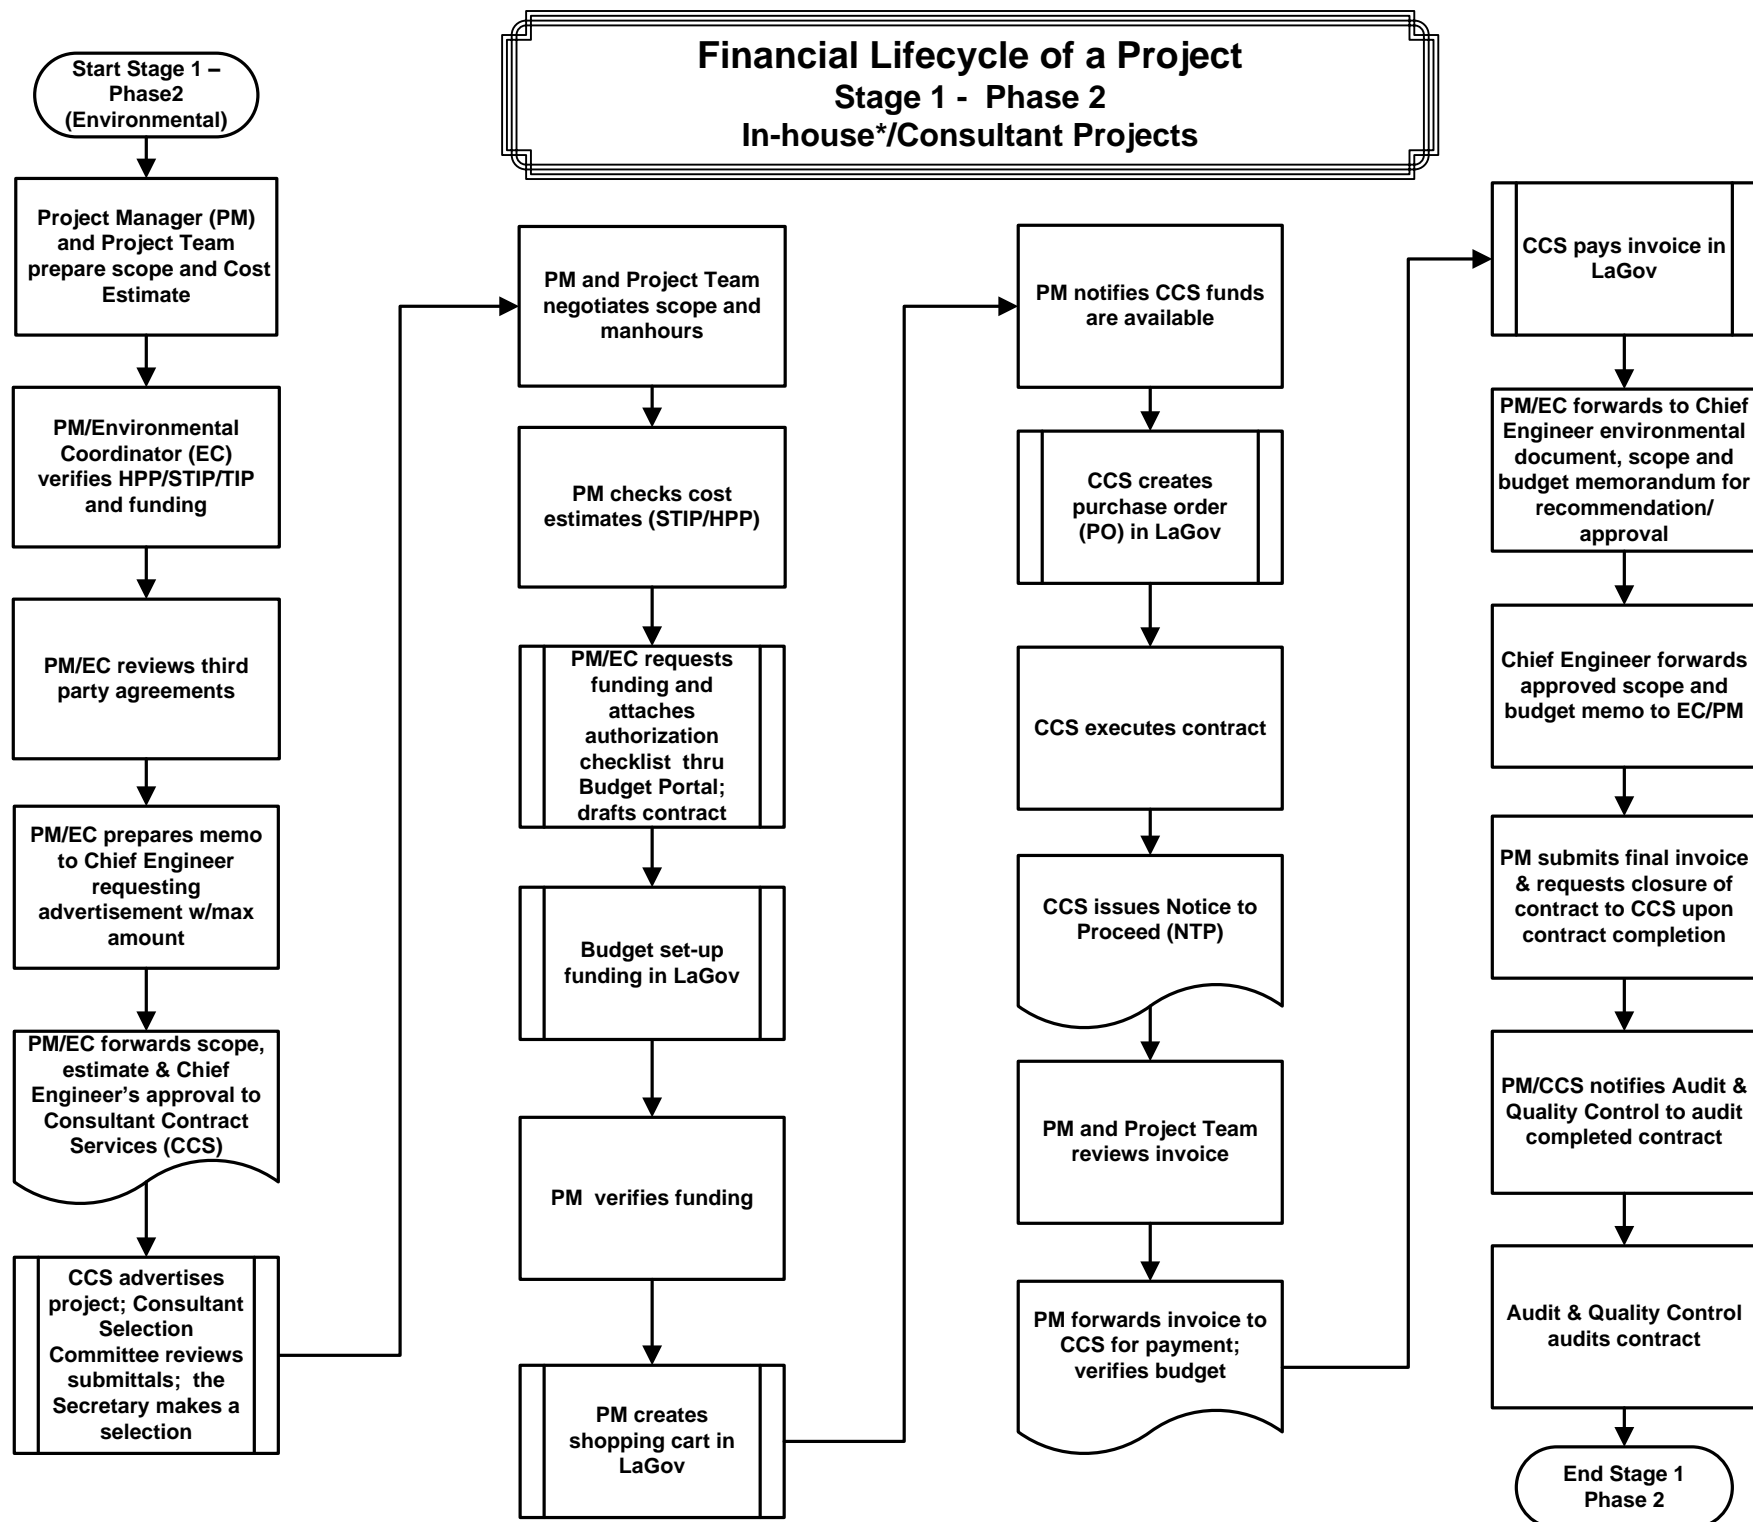 Financial Lifecycle of a Project
Stage 1 -  Phase 2
In-house*/Consultant Projects
Start Stage 1 –
Phase2
(Environmental)
Project Manager (PM)
and Project Team
prepare scope and Cost
Estimate
PM/Environmental
Coordinator (EC)
verifies HPP/STIP/TIP
and funding
PM/EC reviews third
party agreements
PM/EC prepares memo
to Chief Engineer
requesting
advertisement w/max
amount
PM/EC forwards scope,
estimate & Chief
Engineer’s approval to
Consultant Contract
Services (CCS)
CCS advertises
project; Consultant
Selection
Committee reviews
submittals;  the
Secretary makes a
selection
PM and Project Team
negotiates scope and
manhours
PM checks cost
estimates (STIP/HPP)
PM/EC requests
funding and
attaches
authorization
checklist  thru
Budget Portal;
drafts contract
Budget set-up
funding in LaGov
PM  verifies funding
PM creates
shopping cart in
LaGov
PM notifies CCS funds
are available
CCS creates
purchase order
(PO) in LaGov
CCS executes contract
CCS issues Notice to
Proceed (NTP)
PM and Project Team
reviews invoice
PM forwards invoice to
CCS for payment;
verifies budget
CCS pays invoice in
LaGov
PM/EC forwards to Chief
Engineer environmental
document, scope and
budget memorandum for
recommendation/
approval
Chief Engineer forwards
approved scope and
budget memo to EC/PM
PM submits final invoice
& requests closure of
contract to CCS upon
contract completion
PM/CCS notifies Audit &
Quality Control to audit
completed contract
Audit & Quality Control
audits contract
End Stage 1
Phase 2